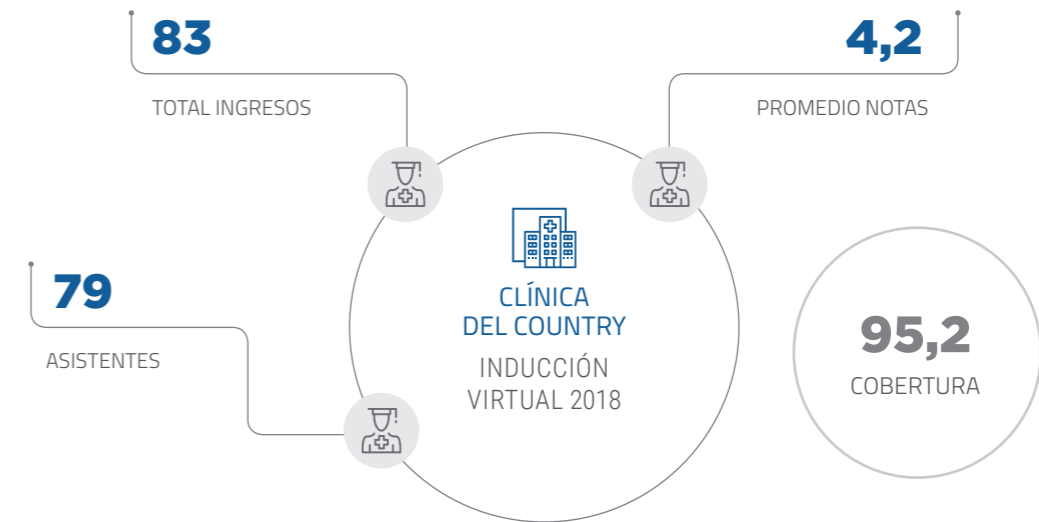 83
TOTAL INGRESOS
4,2
PROMEDIO NOTAS
79
ASISTENTES
CLÍNICA
DEL COUNTRY
INDUCCIÓN
VIRTUAL 2018
95,2
COBERTURA